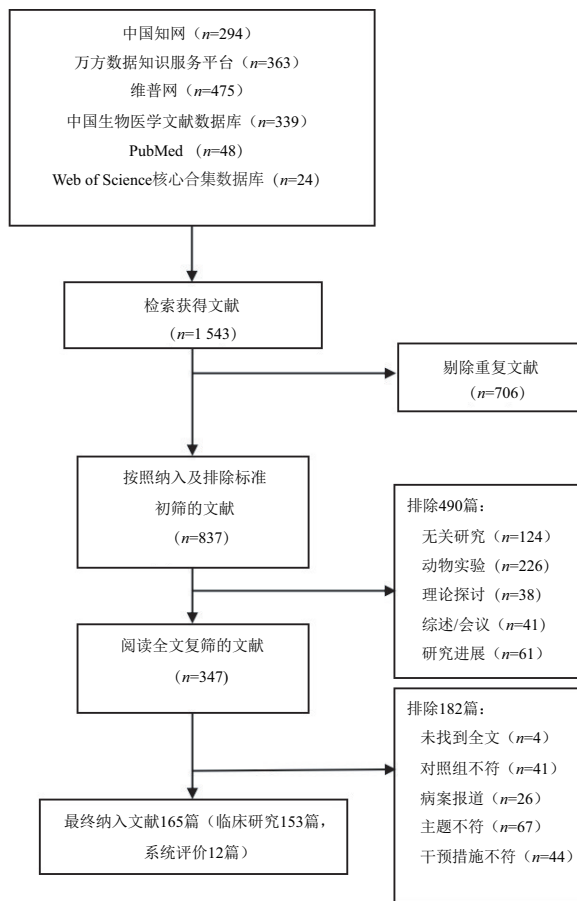 中国知网（n=294）
万方数据知识服务平台（n=363）
维普网（n=475）
中国生物医学文献数据库（n=339）
PubMed （n=48）
Web of Science核心合集数据库（n=24）
检索获得文献
（n=1 543）
剔除重复文献
（n=706）
按照纳入及排除标准
初筛的文献
（n=837）
排除490篇：
无关研究（n=124）
动物实验（n=226）
理论探讨（n=38）
综述/会议（n=41）
研究进展（n=61）
阅读全文复筛的文献
（n=347）
排除182篇：
未找到全文（n=4）
对照组不符（n=41）
病案报道（n=26）
主题不符（n=67）
干预措施不符（n=44）
最终纳入文献165篇（临床研究153篇，
系统评价12篇）